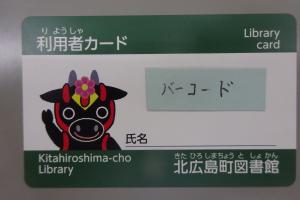 り よう しゃ
利用者カード
Library
card
バーコード
氏名
Kitahiroshima-cho
Library
きた ひろ しまちょう と しょ かん
北広島町図書館